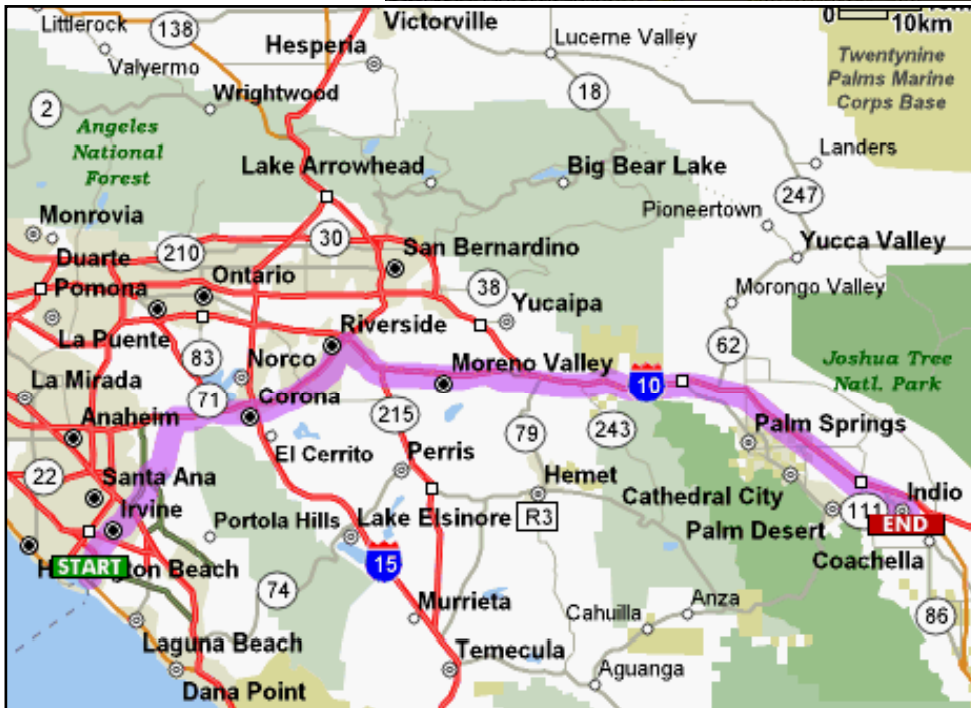 Littlerock
138
Victorville
0
10km
Hesperia
Lucerne Valley
Valyermo
Twentynine
Palms Marine
Corps Base
Wrightwood
18
2
Angeles
National
Forest
Landers
Lake Arrowhead
Big Bear Lake
247
Monrovia
Pioneertown
30
210
San Bernardino
Yucca Valley
Duarte
Ontario
Pomona
38
Morongo Valley
Yucaipa
Riverside
La Puente
83
Norco
Moreno Valley
62
Joshua Tree
Natl. Park
La Mirada
71
Corona
10
Anaheim
215
Palm Springs
79
243
El Cerrito
Perris
22
Santa Ana
Hemet
Cathedral City
Indio
Irvine
Portola Hills
Lake Elsinore
R3
Palm Desert
111
END
START
H
ton Beach
15
Coachella
74
Murrieta
Cahuilla
Anza
86
Laguna Beach
Temecula
Aguanga
Dana Point